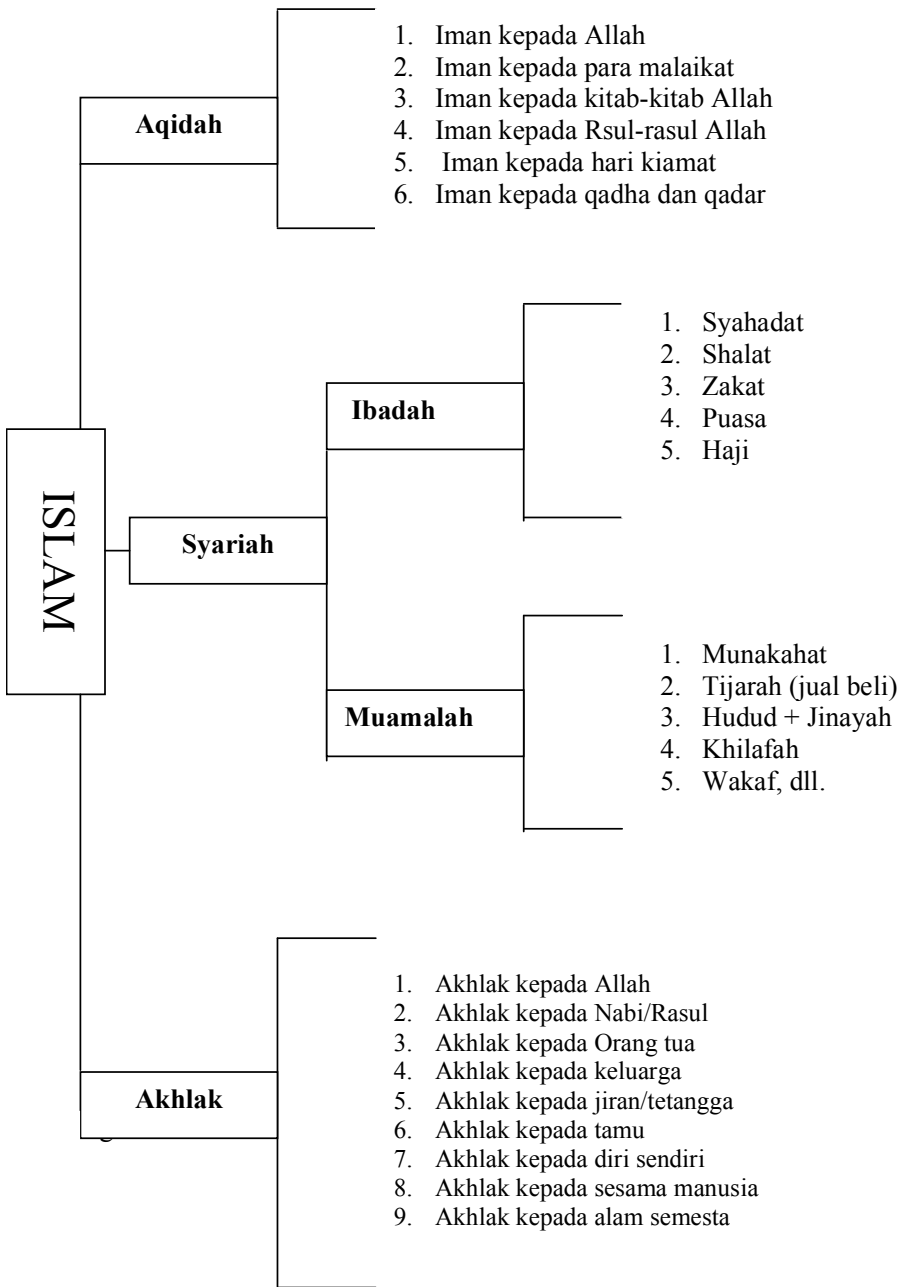 ISLAM
Aqidah
1. Iman kepada Allah
2. Iman kepada para malaikat
3. Iman kepada kitab-kitab Allah
4. Iman kepada Rsul-rasul Allah
5. Iman kepada hari kiamat
6. Iman kepada qadha dan qadar
Syariah
Ibadah
1. Syahadat
2. Shalat
3. Zakat
4. Puasa
5. Haji
Muamalah
1. Munakahat
2. Tijarah (jual beli)
3. Hudud + Jinayah
4. Khilafah
5. Wakaf, dll.
Akhlak
1. Akhlak kepada Allah
2. Akhlak kepada Nabi/Rasul
3. Akhlak kepada Orang tua
4. Akhlak kepada keluarga
5. Akhlak kepada jiran/tetangga
6. Akhlak kepada tamu
7. Akhlak kepada diri sendiri
8. Akhlak kepada sesama manusia
9. Akhlak kepada alam semesta